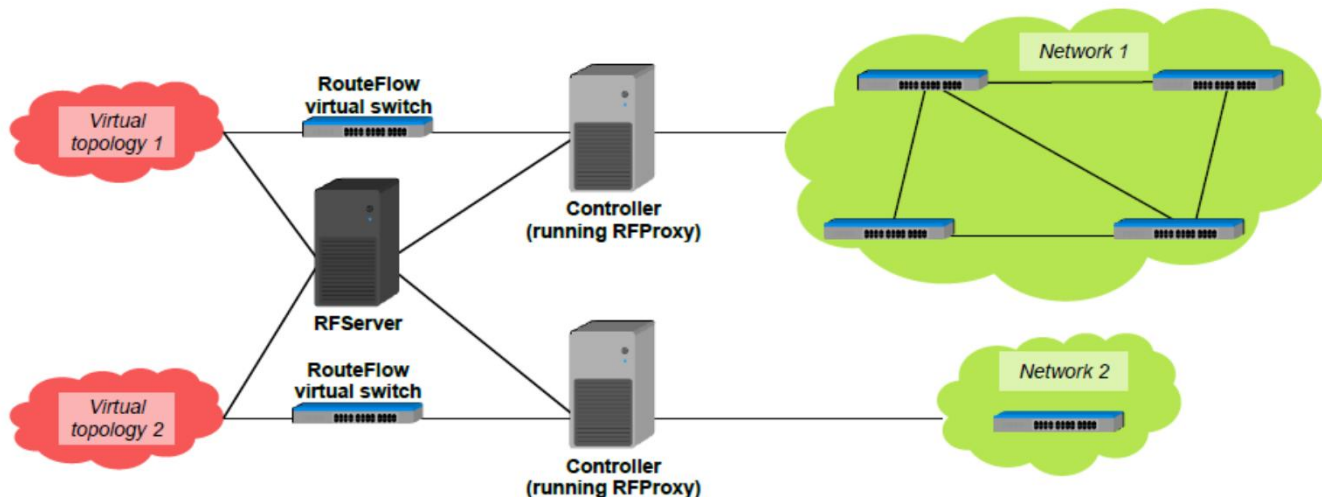 Network 1
RouteFlow
virtual switch
Virtual
topology 1
Controller
(running RFProxy)
RFServer
RouteFlow
virtual switch
Network 2
Virtual
topology 2
Controller
(running RFProxy)